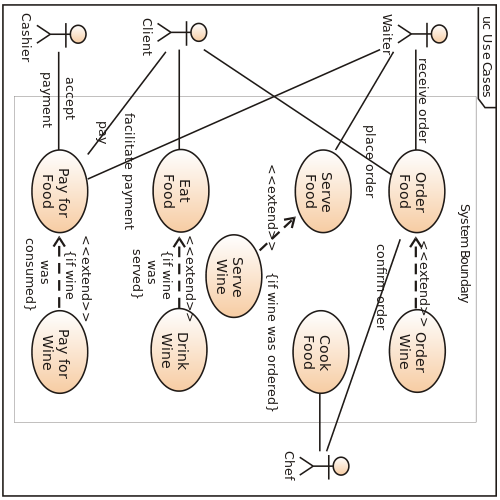 uc Use Cases
System Boundary
Waiter
receive order
Order
Food
place order
<<extend>>
confirm order
Order
Wine
Serve
Food
<<extend>>
{if wine was ordered}
Serve
Wine
Cook
Food
Chef
Client
Eat
Food
facilitate payment
pay
<<extend>>
{if wine
was
served}
Drink
Wine
Cashier
accept
payment
Pay for
Food
<<extend>>
{if wine
was
consumed}
Pay for
Wine